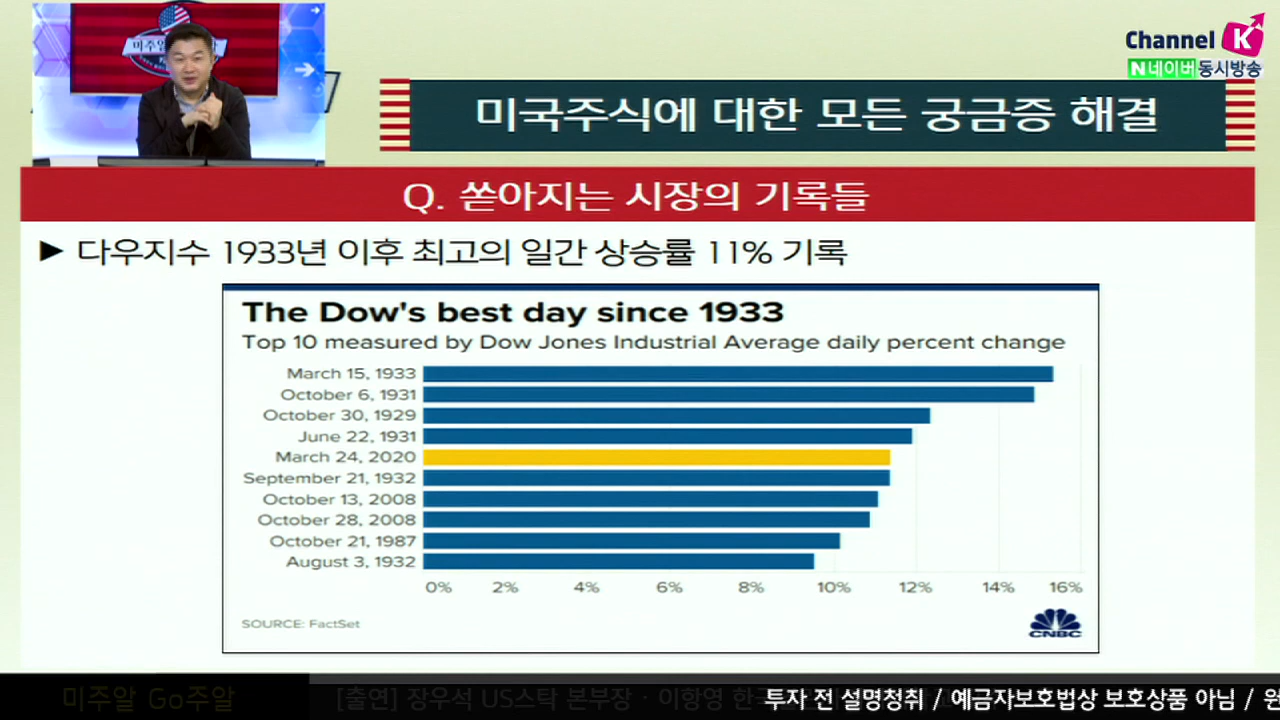 미주알
Channel K
N네이버 동시방송
미국주식에 대한 모든 궁금증 해결
Q. 쏟아지는 시장의 기록들
▶ 다우지수 1933년 이후 최고의 일간 상승률 11% 기록
The Dow's best day since 1933
Top 10 measured by Dow Jones Industrial Average daily percent change
March 15, 1933
October 6, 1931
October 30, 1929
June 22, 1931
March 24, 2020
September 21, 1932
October 13, 2008
October 28, 2008
October 21, 1987
August 3, 1932
0% 2% 4% 6% 8% 10% 12% 14% 16%
SOURCE: FactSet
CNBC
미주알 Go주알 [출연] 장우석 US스탁 본부장 · 이항영 한국 투자 전 설명청취 / 예금자보호법상 보호상품 아님 / 원